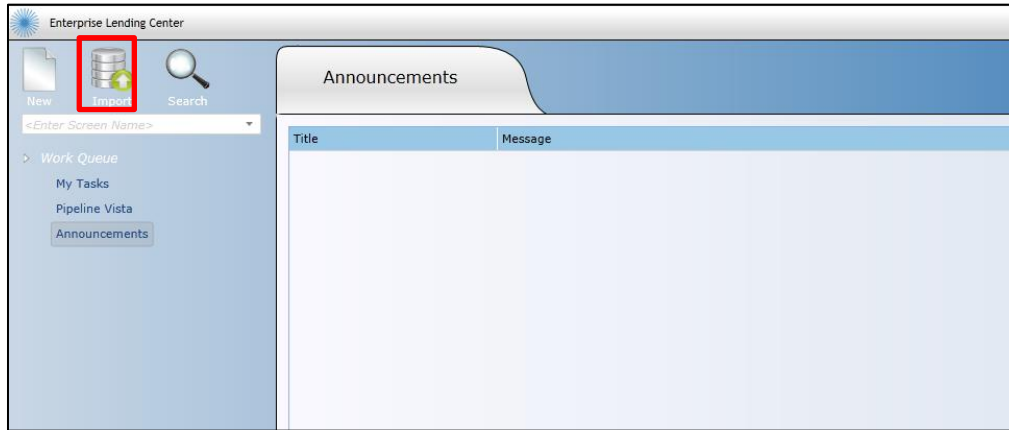 Enterprise Lending Center
New Import Search
<Enter Screen Name>
Work Queue
My Tasks
Pipeline Vista
Announcements
Announcements
Title Message